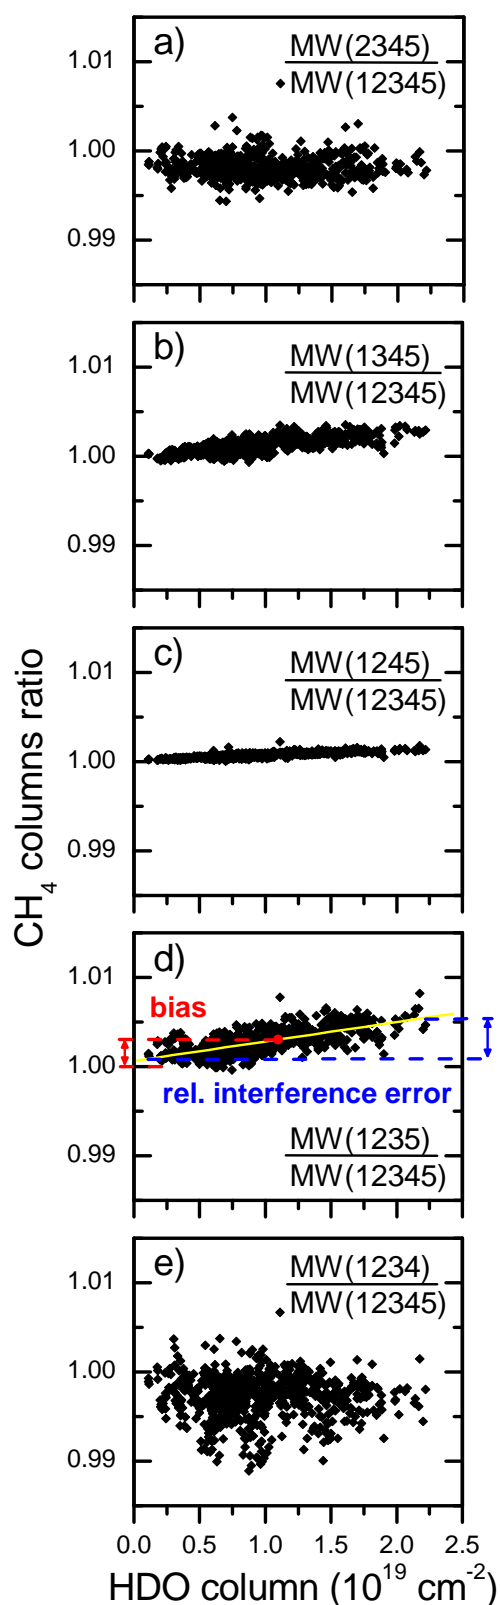 a)
MW(2345)
MW(12345)
1.01
1.00
0.99
b)
MW(1345)
MW(12345)
1.01
1.00
0.99
c)
MW(1245)
MW(12345)
1.01
1.00
0.99
CH₄ columns ratio
d)
1.01
bias
1.00
rel. interference error
MW(1235)
MW(12345)
0.99
e)
MW(1234)
MW(12345)
1.01
1.00
0.99
0.0 0.5 1.0 1.5 2.0 2.5
HDO column (10¹⁹ cm⁻²)